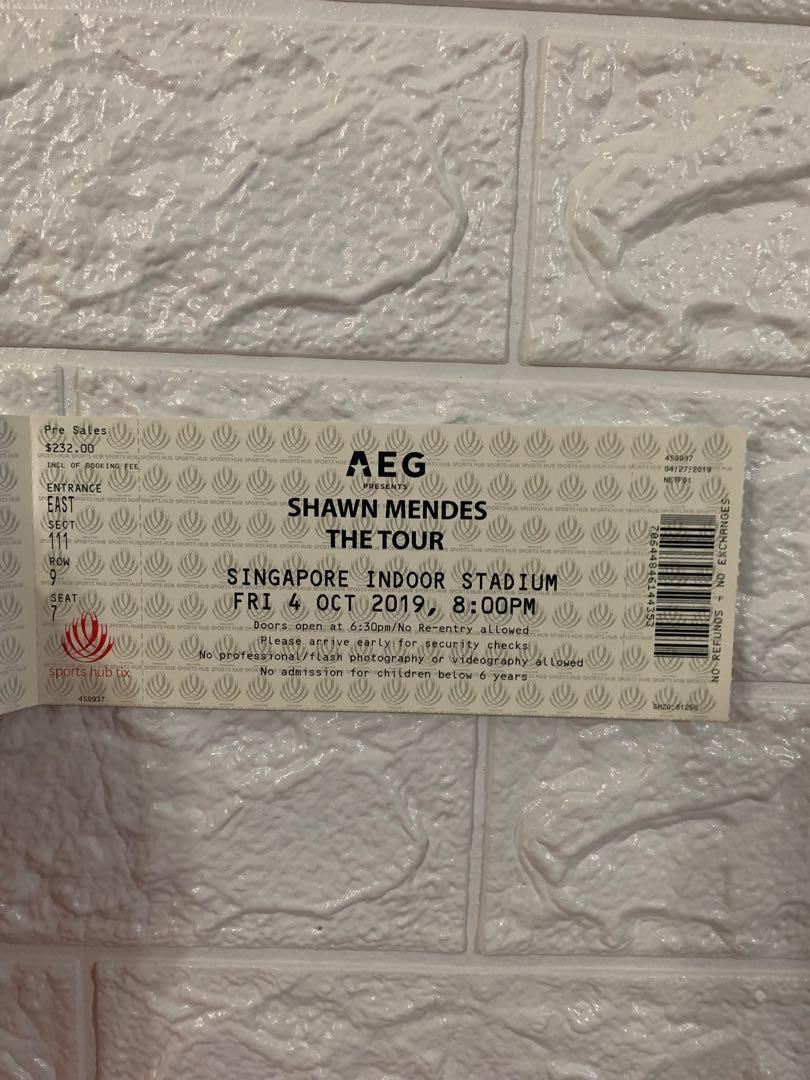 Pre Sales
$232.00
INCL OF BOOKING FEE
ENTRANCE
EAST
SECT
111
ROW
9
SEAT
7
sports hub tix
459937
AEG
PRESENTS
SHAWN MENDES
THE TOUR
SINGAPORE INDOOR STADIUM
FRI 4 OCT 2019, 8:00PM
Doors open at 6:30pm/No Re-entry allowed
Please arrive early for security checks
No professional/flash photography or videography allowed
No admission for children below 6 years
459937
04/27/2019
NETF01
NO REFUNDS - NO EXCHANGES